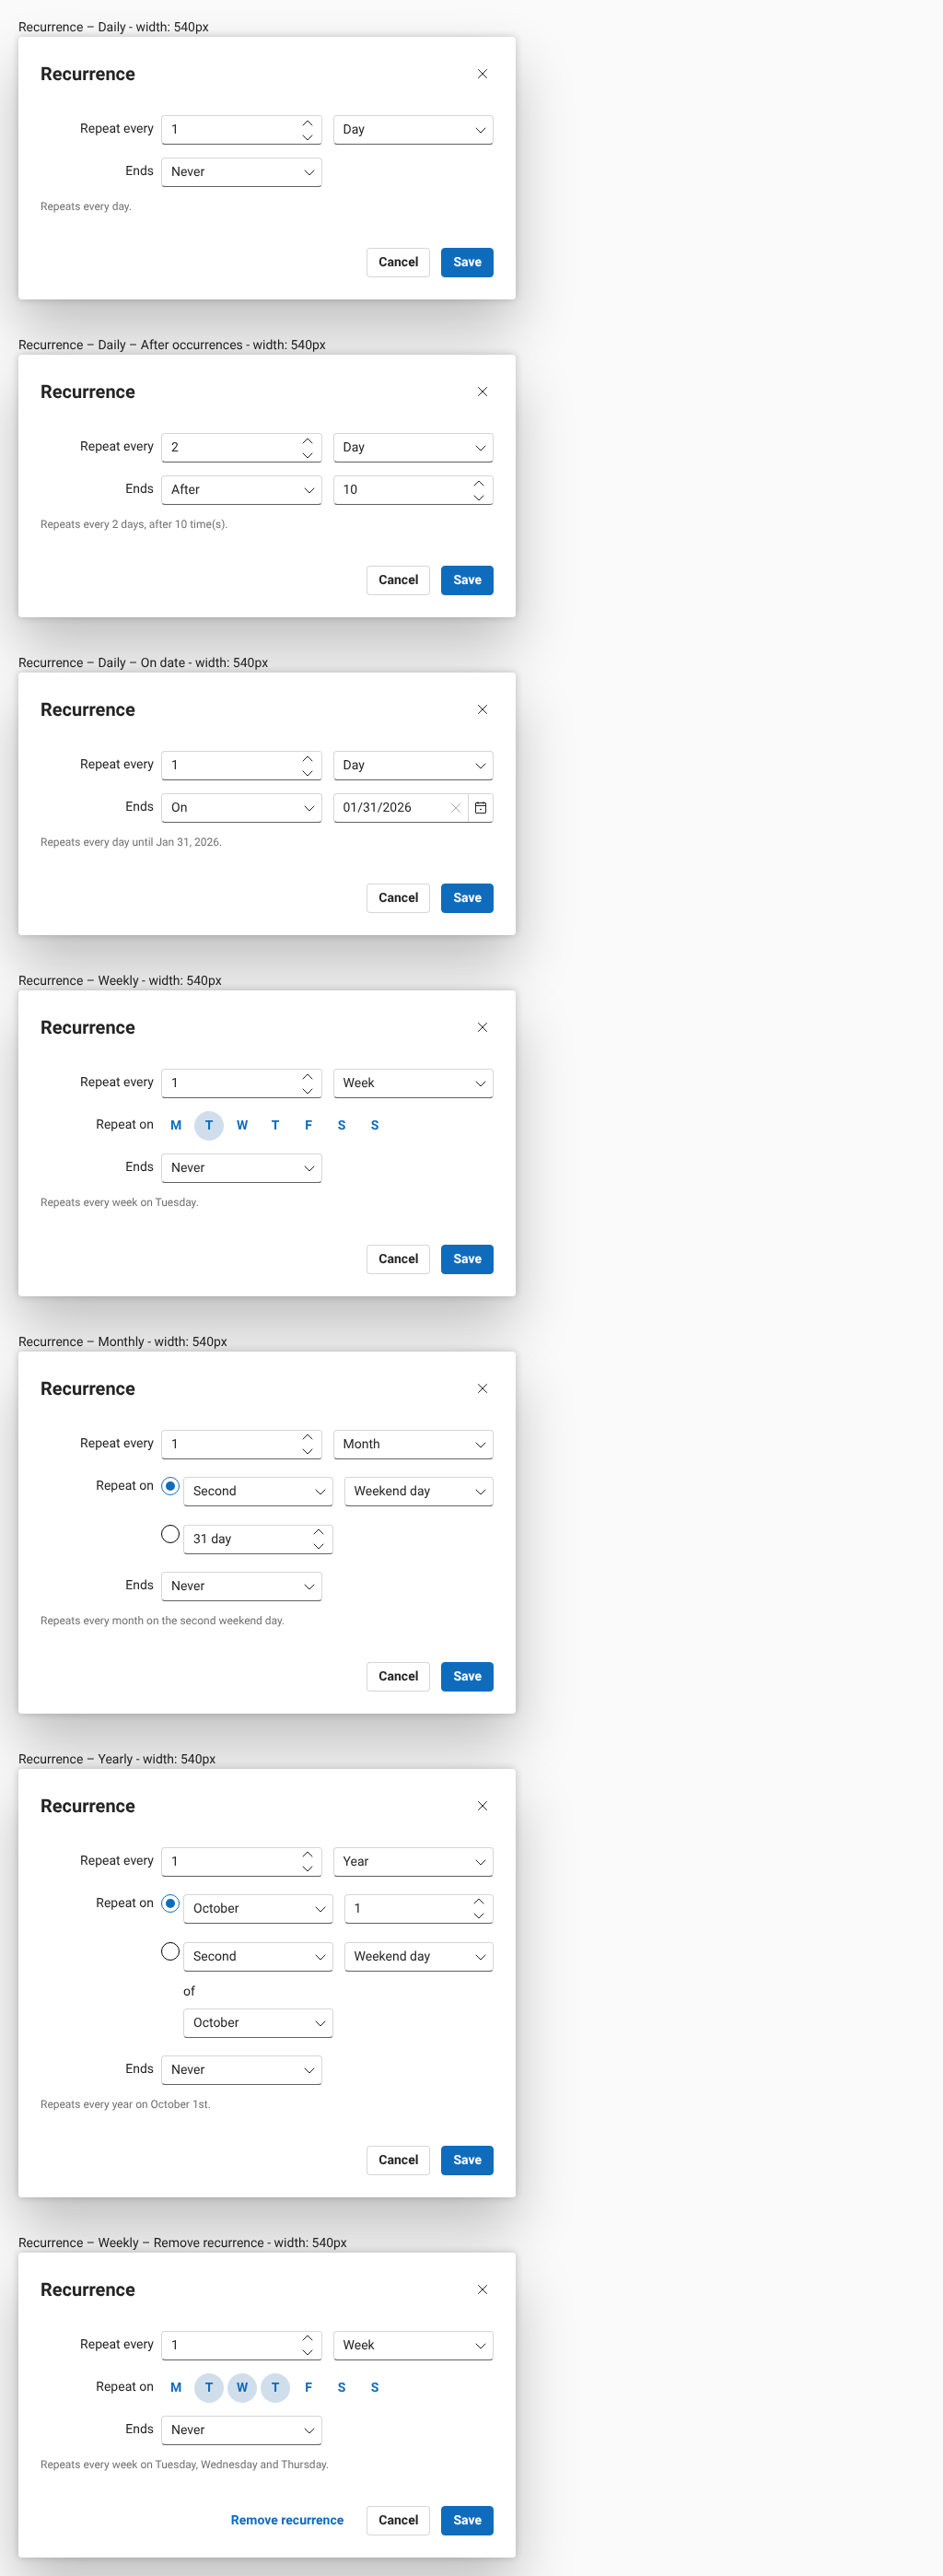 Recurrence – Daily - width: 540px
Recurrence
Repeat every 1 Day
Ends Never
Repeats every day.
Cancel Save
Recurrence – Daily – After occurrences - width: 540px
Recurrence
Repeat every 2 Day
Ends After 10
Repeats every 2 days, after 10 time(s).
Cancel Save
Recurrence – Daily – On date - width: 540px
Recurrence
Repeat every 1 Day
Ends On 01/31/2026
Repeats every day until Jan 31, 2026.
Cancel Save
Recurrence – Weekly - width: 540px
Recurrence
Repeat every 1 Week
Repeat on M T W T F S S
Ends Never
Repeats every week on Tuesday.
Cancel Save
Recurrence – Monthly - width: 540px
Recurrence
Repeat every 1 Month
Repeat on Second Weekend day
31 day
Ends Never
Repeats every month on the second weekend day.
Cancel Save
Recurrence – Yearly - width: 540px
Recurrence
Repeat every 1 Year
Repeat on October 1
Second Weekend day
of
October
Ends Never
Repeats every year on October 1st.
Cancel Save
Recurrence – Weekly – Remove recurrence - width: 540px
Recurrence
Repeat every 1 Week
Repeat on M T W T F S S
Ends Never
Repeats every week on Tuesday, Wednesday and Thursday.
Remove recurrence Cancel Save